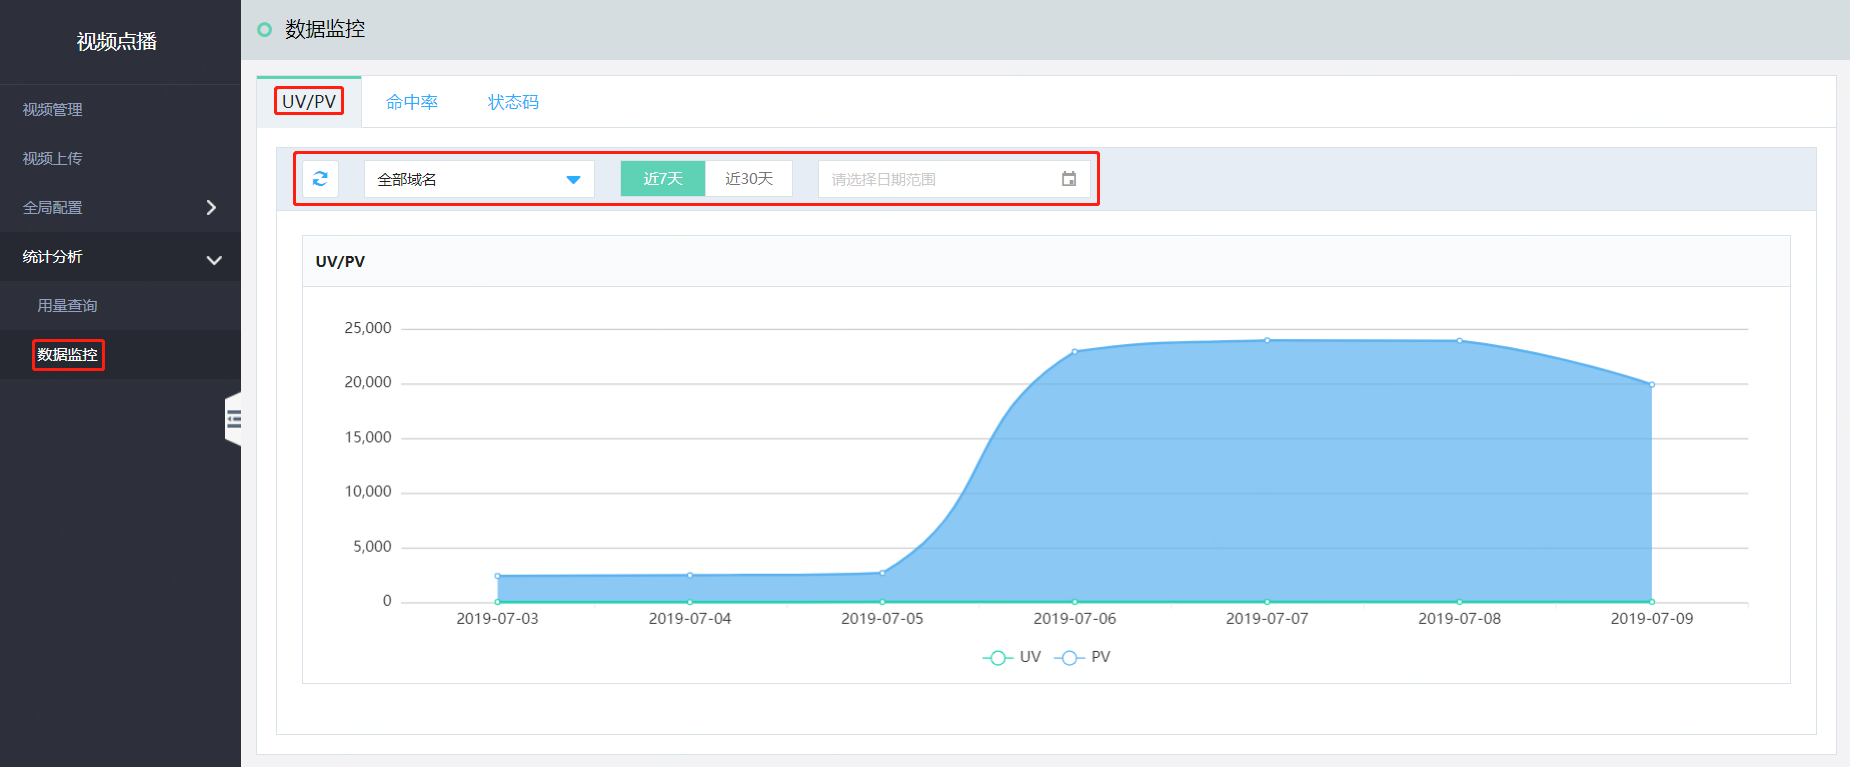 视频点播
视频管理
视频上传
全局配置
统计分析
用量查询
数据监控
数据监控
UV/PV
命中率
状态码
全部域名
近7天
近30天
请选择日期范围
UV/PV
25,000
20,000
15,000
10,000
5,000
0
2019-07-03
2019-07-04
2019-07-05
2019-07-06
2019-07-07
2019-07-08
2019-07-09
UV
PV